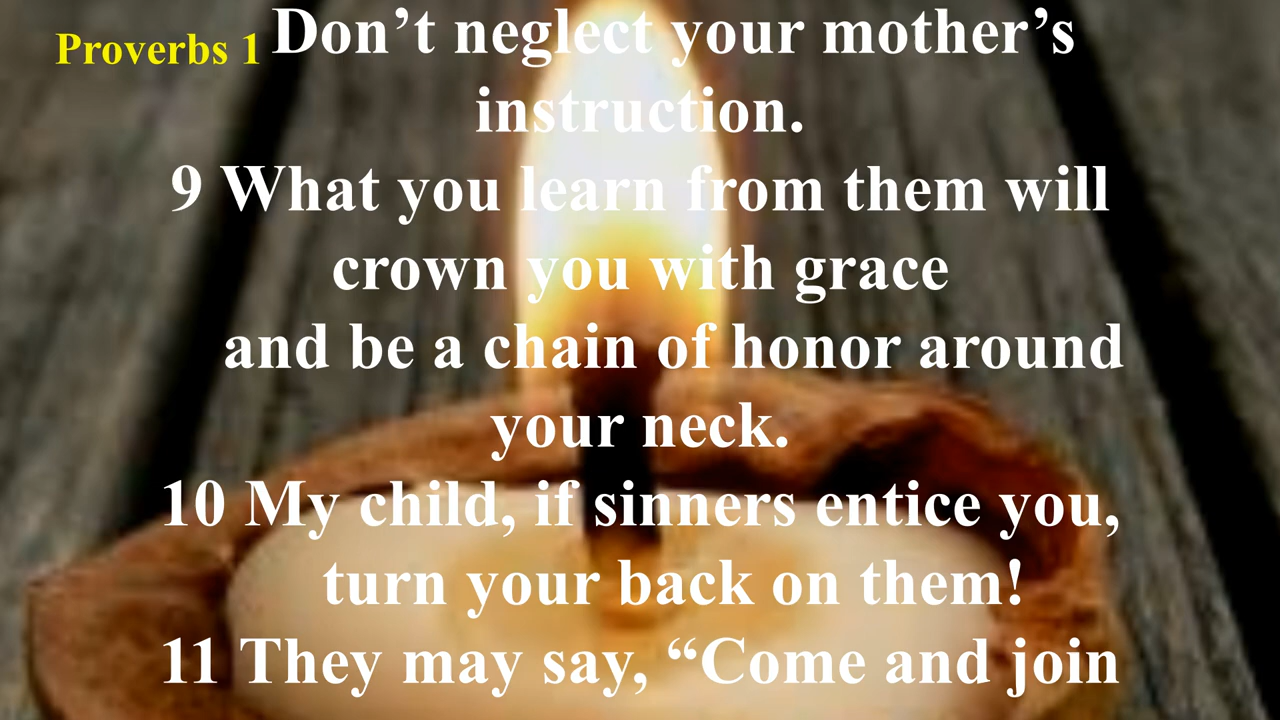 Proverbs 1
Don’t neglect your mother’s
instruction.
9 What you learn from them will
crown you with grace
and be a chain of honor around
your neck.
10 My child, if sinners entice you,
turn your back on them!
11 They may say, “Come and join